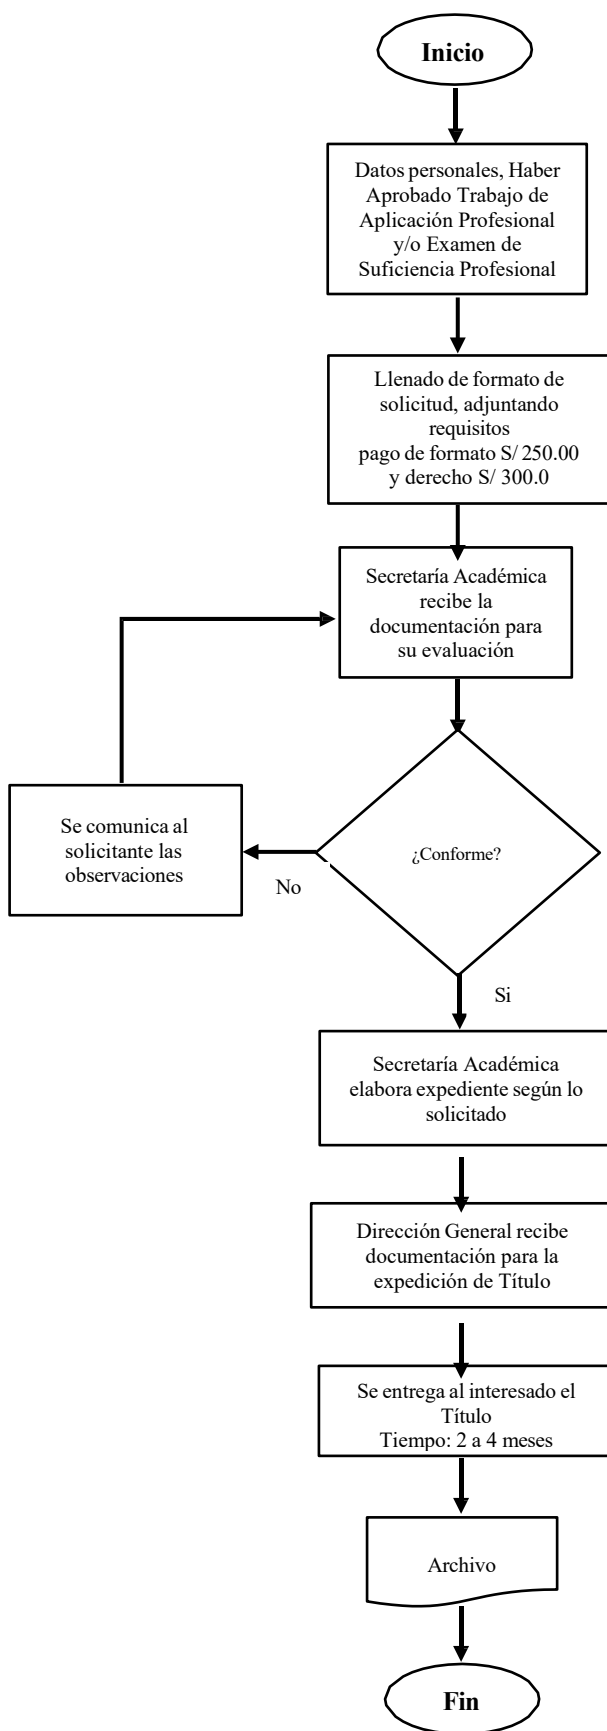 Inicio
Datos personales, Haber
Aprobado Trabajo de
Aplicación Profesional
y/o Examen de
Suficiencia Profesional
Llenado de formato de
solicitud, adjuntando
requisitos
pago de formato S/ 250.00
y derecho S/ 300.0
Secretaría Académica
recibe la
documentación para
su evaluación
Se comunica al
solicitante las
observaciones
¿Conforme?
No
Si
Secretaría Académica
elabora expediente según lo
solicitado
Dirección General recibe
documentación para la
expedición de Título
Se entrega al interesado el
Título
Tiempo: 2 a 4 meses
Archivo
Fin